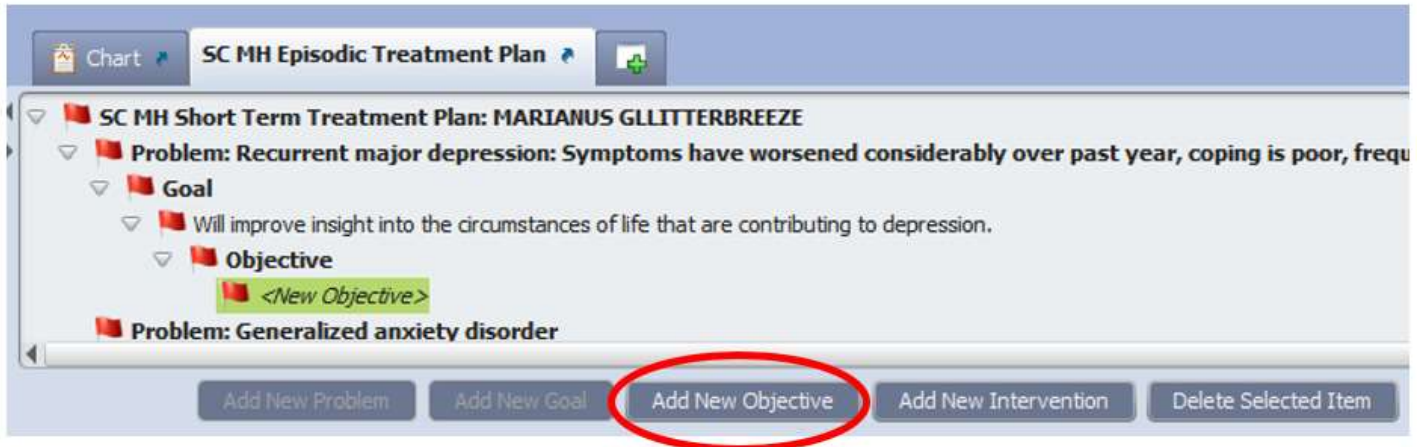 Chart SC MH Episodic Treatment Plan
SC MH Short Term Treatment Plan: MARIANUS GLLITTERBREEZE
Problem: Recurrent major depression: Symptoms have worsened considerably over past year, coping is poor, frequ
Goal
Will improve insight into the circumstances of life that are contributing to depression.
Objective
<New Objective>
Problem: Generalized anxiety disorder
Add New Problem Add New Goal Add New Objective Add New Intervention Delete Selected Item